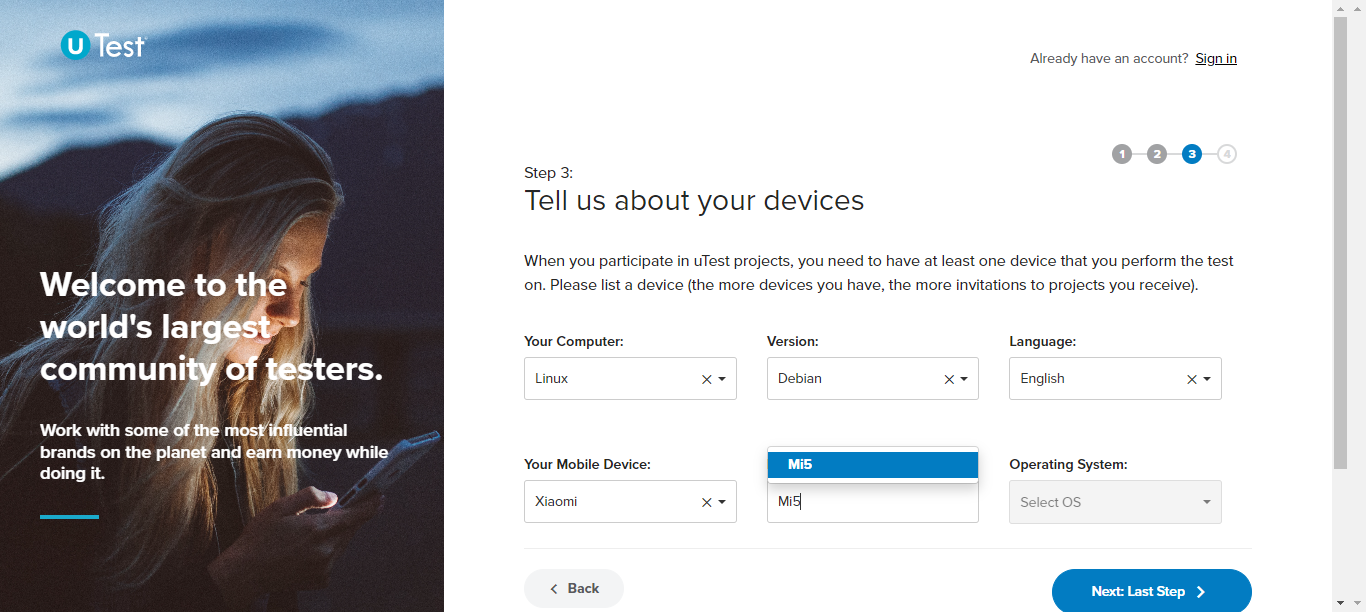 uTest
Already have an account? Sign in
1 2 3 4
Step 3:
Tell us about your devices
When you participate in uTest projects, you need to have at least one device that you perform the test
on. Please list a device (the more devices you have, the more invitations to projects you receive).
Welcome to the
world's largest
community of testers.
Work with some of the most influential
brands on the planet and earn money while
doing it.
Your Computer: Version: Language:
Linux Debian English
Your Mobile Device: Mi5 Operating System:
Xiaomi Mi5 Select OS
Back Next: Last Step